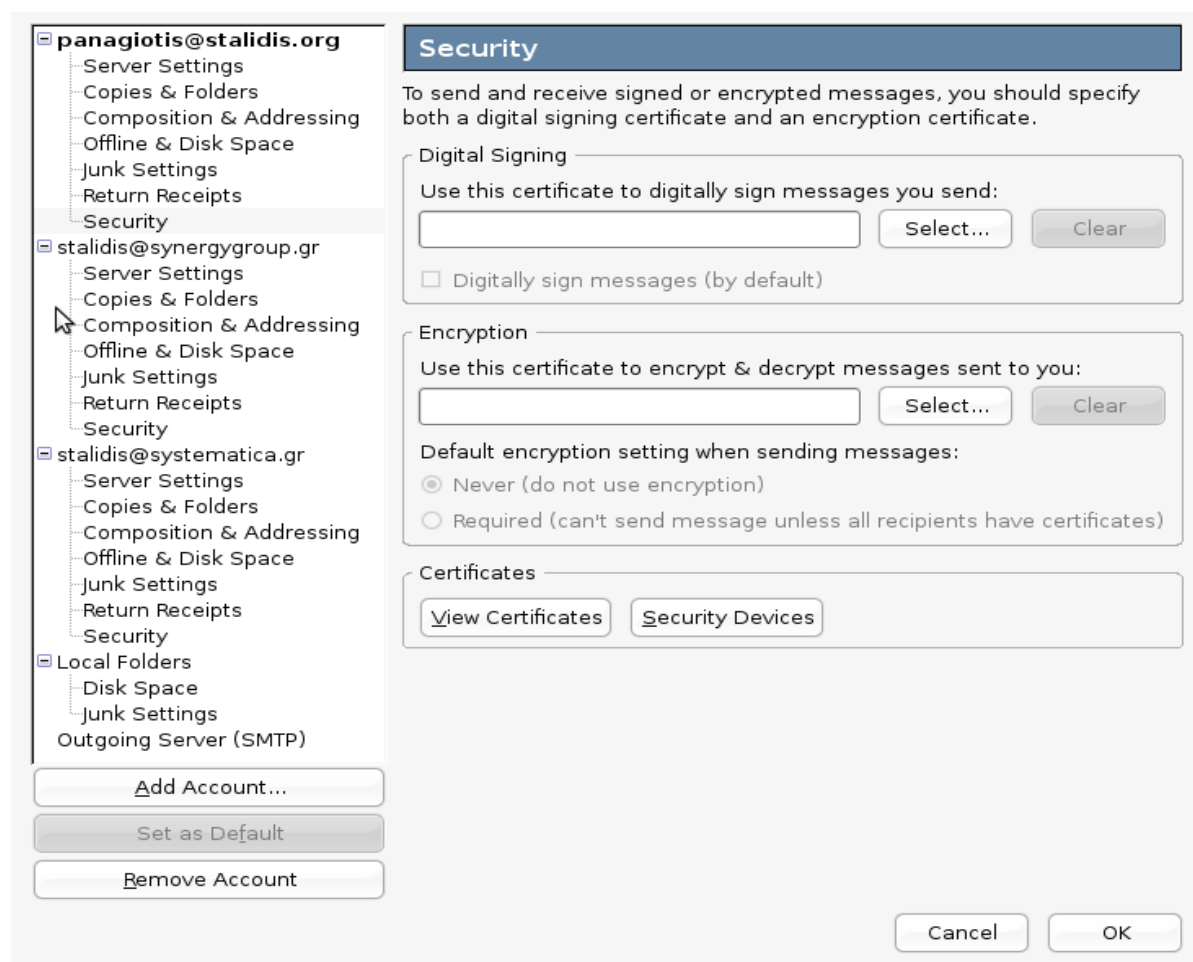 panagiotis@stalidis.org
Server Settings
Copies & Folders
Composition & Addressing
Offline & Disk Space
Junk Settings
Return Receipts
Security
stalidis@synergygroup.gr
Server Settings
Copies & Folders
Composition & Addressing
Offline & Disk Space
Junk Settings
Return Receipts
Security
stalidis@systematica.gr
Server Settings
Copies & Folders
Composition & Addressing
Offline & Disk Space
Junk Settings
Return Receipts
Security
Local Folders
Disk Space
Junk Settings
Outgoing Server (SMTP)
Add Account...
Set as Default
Remove Account
Security
To send and receive signed or encrypted messages, you should specify
both a digital signing certificate and an encryption certificate.
Digital Signing
Use this certificate to digitally sign messages you send:
Select... Clear
Digitally sign messages (by default)
Encryption
Use this certificate to encrypt & decrypt messages sent to you:
Select... Clear
Default encryption setting when sending messages:
Never (do not use encryption)
Required (can't send message unless all recipients have certificates)
Certificates
View Certificates Security Devices
Cancel OK